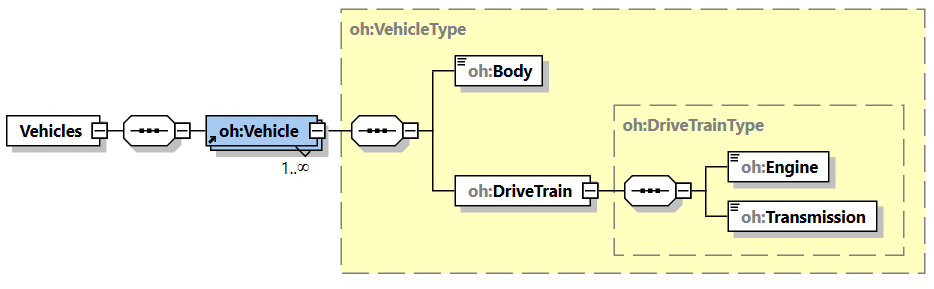 oh:VehicleType
oh:Body
oh:DriveTrainType
Vehicles
oh:Vehicle
1..∞
oh:Engine
oh:DriveTrain
oh:Transmission